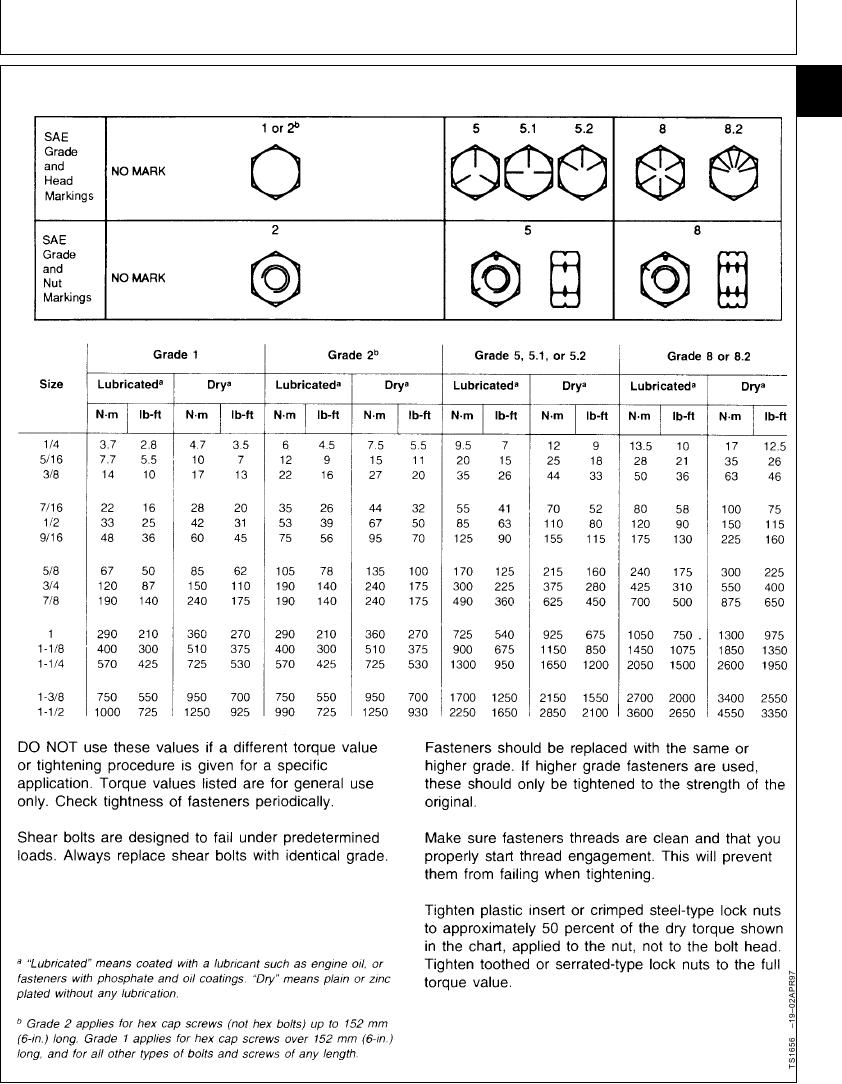 1 or 2b 5 5.1 5.2 8 8.2
SAE
Grade
and
Head
Markings
NO MARK
2 5 8
SAE
Grade
and
Nut
Markings
NO MARK
Grade 1 Grade 2b Grade 5, 5.1, or 5.2 Grade 8 or 8.2
Size Lubricateda Drya Lubricateda Drya Lubricateda Drya Lubricateda Drya
N·m lb-ft N·m lb-ft N·m lb-ft N·m lb-ft N·m lb-ft N·m lb-ft N·m lb-ft N·m lb-ft
1/4 3.7 2.8 4.7 3.5 6 4.5 7.5 5.5 9.5 7 12 9 13.5 10 17 12.5
5/16 7.7 5.5 10 7 12 9 15 11 20 15 25 18 28 21 35 26
3/8 14 10 17 13 22 16 27 20 35 26 44 33 50 36 63 46
7/16 22 16 28 20 35 26 44 32 55 41 70 52 80 58 100 75
1/2 33 25 42 31 53 39 67 50 85 63 110 80 120 90 150 115
9/16 48 36 60 45 75 56 95 70 125 90 155 115 175 130 225 160
5/8 67 50 85 62 105 78 135 100 170 125 215 160 240 175 300 225
3/4 120 87 150 110 190 140 240 175 300 225 375 280 425 310 550 400
7/8 190 140 240 175 190 140 240 175 490 360 625 450 700 500 875 650
1 290 210 360 270 290 210 360 270 725 540 925 675 1050 750 . 1300 975
1-1/8 400 300 510 375 400 300 510 375 900 675 1150 850 1450 1075 1850 1350
1-1/4 570 425 725 530 570 425 725 530 1300 950 1650 1200 2050 1500 2600 1950
1-3/8 750 550 950 700 750 550 950 700 1700 1250 2150 1550 2700 2000 3400 2550
1-1/2 1000 725 1250 925 990 725 1250 930 2250 1650 2850 2100 3600 2650 4550 3350
DO NOT use these values if a different torque value
or tightening procedure is given for a specific
application. Torque values listed are for general use
only. Check tightness of fasteners periodically.
Shear bolts are designed to fail under predetermined
loads. Always replace shear bolts with identical grade.
Fasteners should be replaced with the same or
higher grade. If higher grade fasteners are used,
these should only be tightened to the strength of the
original.
Make sure fasteners threads are clean and that you
properly start thread engagement. This will prevent
them from failing when tightening.
Tighten plastic insert or crimped steel-type lock nuts
to approximately 50 percent of the dry torque shown
in the chart, applied to the nut, not to the bolt head.
Tighten toothed or serrated-type lock nuts to the full
torque value.
a "Lubricated" means coated with a lubricant such as engine oil, or
fasteners with phosphate and oil coatings. "Dry" means plain or zinc
plated without any lubrication.
b Grade 2 applies for hex cap screws (not hex bolts) up to 152 mm
(6-in.) long. Grade 1 applies for hex cap screws over 152 mm (6-in.)
long, and for all other types of bolts and screws of any length.
TS1656 –19–02APR97